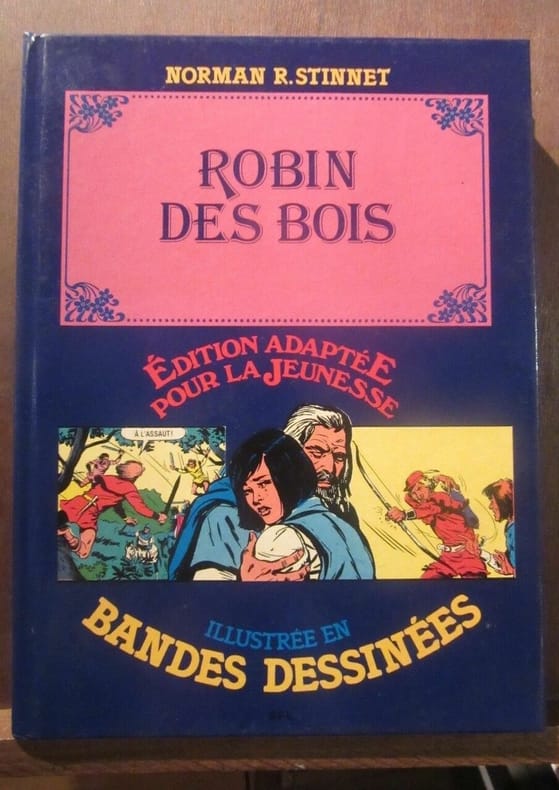 NORMAN R. STINNET
ROBIN
DES BOIS
ÉDITION ADAPTÉE
POUR LA JEUNESSE
À L'ASSAUT!
ILLUSTRÉE EN
BANDES DESSINÉES